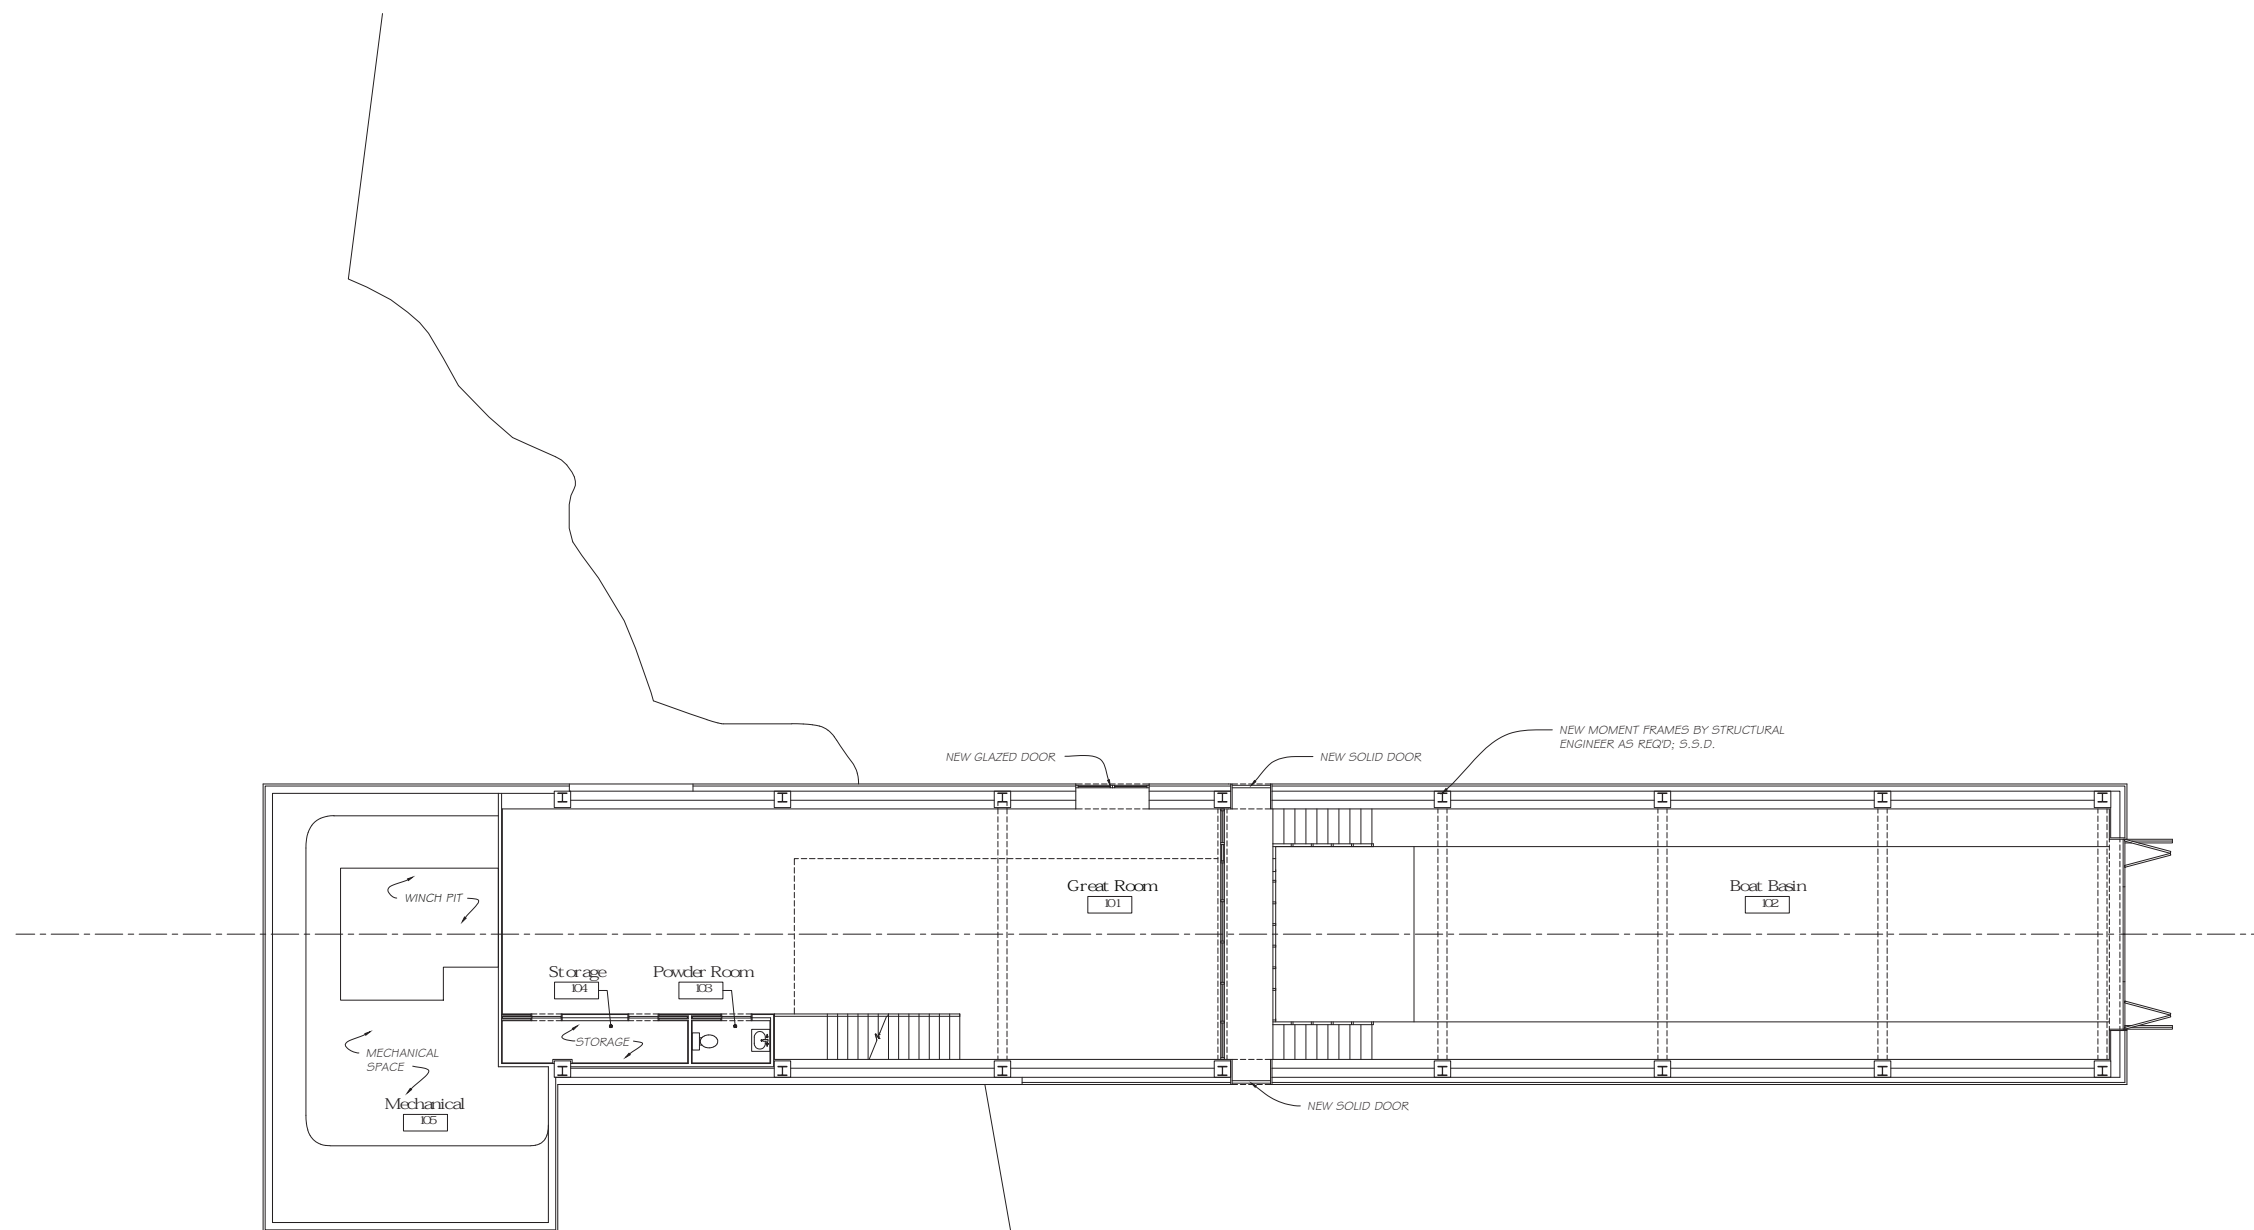 NEW MOMENT FRAMES BY STRUCTURAL
ENGINEER AS REQ'D; S.S.D.
NEW GLAZED DOOR
NEW SOLID DOOR
Great Room
101
Boat Basin
102
WINCH PIT
Storage
104
Powder Room
103
STORAGE
MECHANICAL
SPACE
Mechanical
105
NEW SOLID DOOR